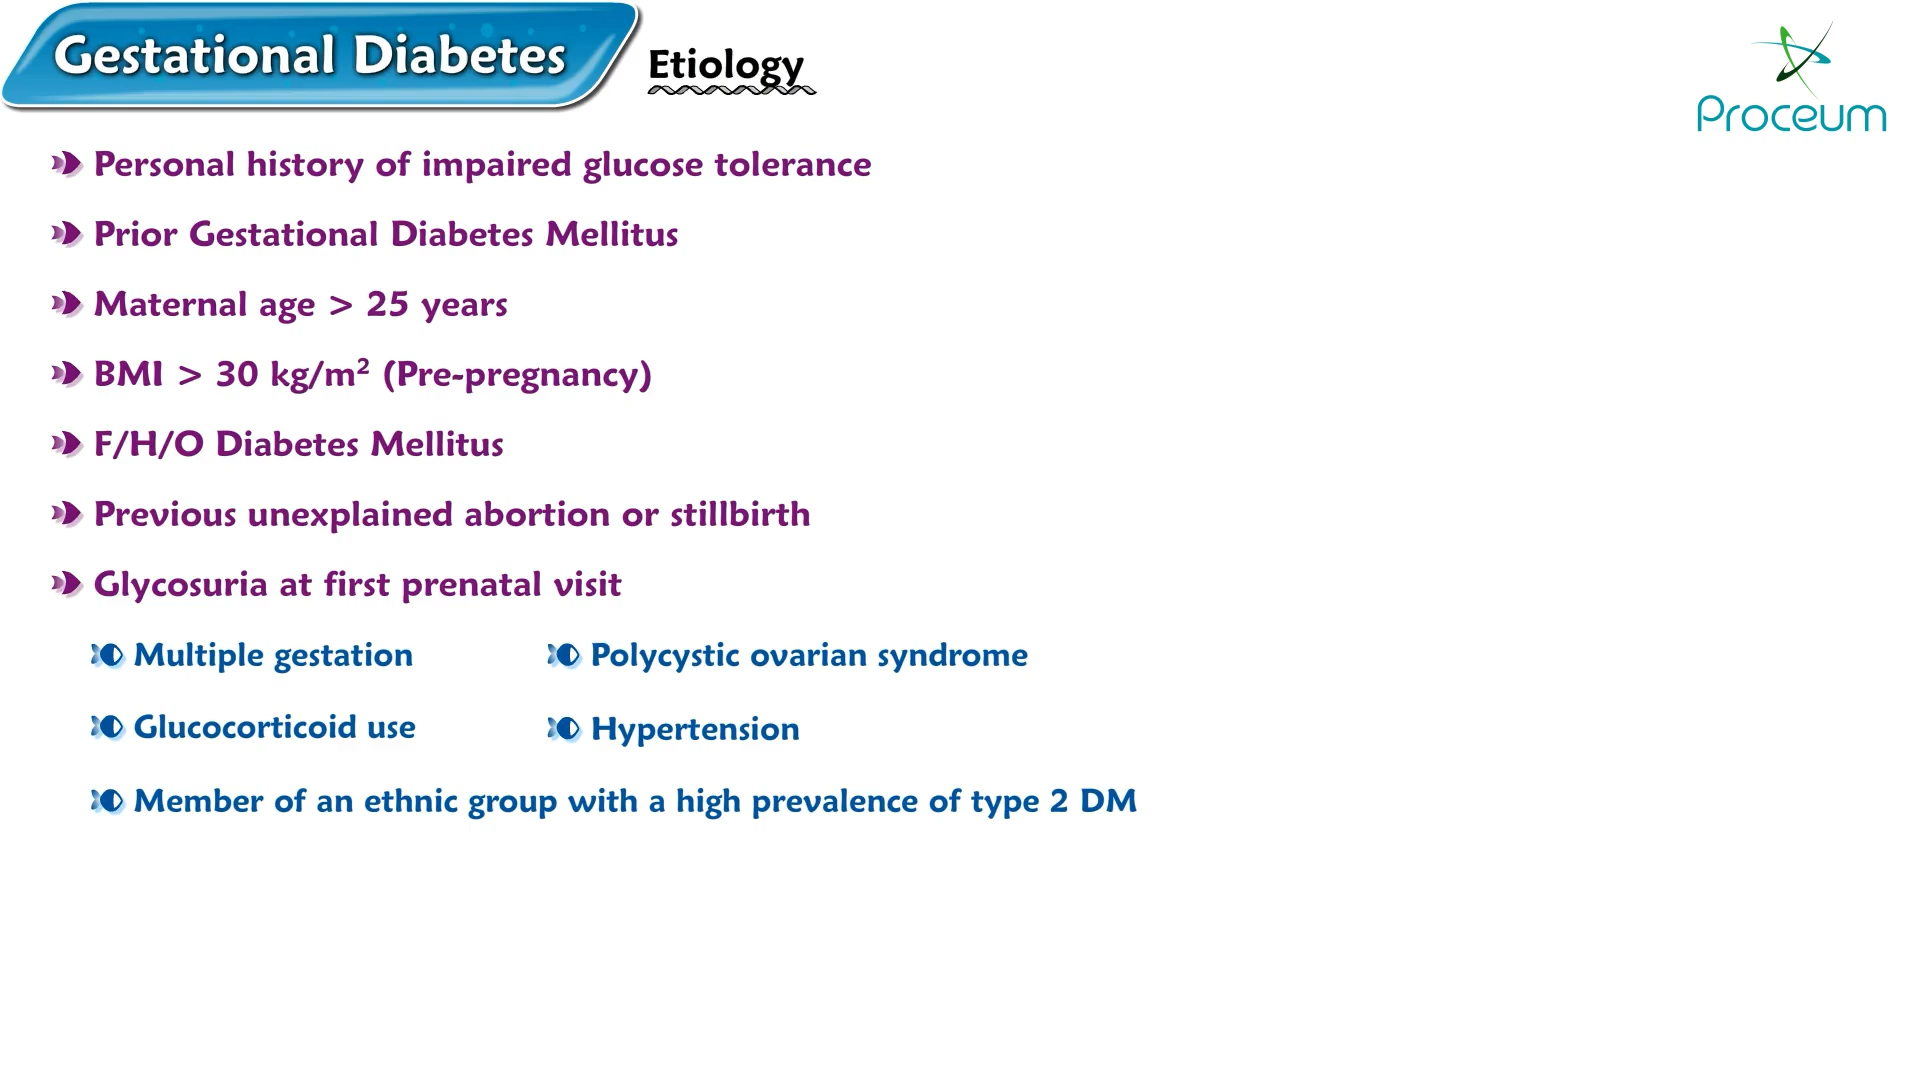 Gestational Diabetes
Etiology
Proceum
Personal history of impaired glucose tolerance
Prior Gestational Diabetes Mellitus
Maternal age > 25 years
BMI > 30 kg/m² (Pre-pregnancy)
F/H/O Diabetes Mellitus
Previous unexplained abortion or stillbirth
Glycosuria at first prenatal visit
Multiple gestation
Polycystic ovarian syndrome
Glucocorticoid use
Hypertension
Member of an ethnic group with a high prevalence of type 2 DM